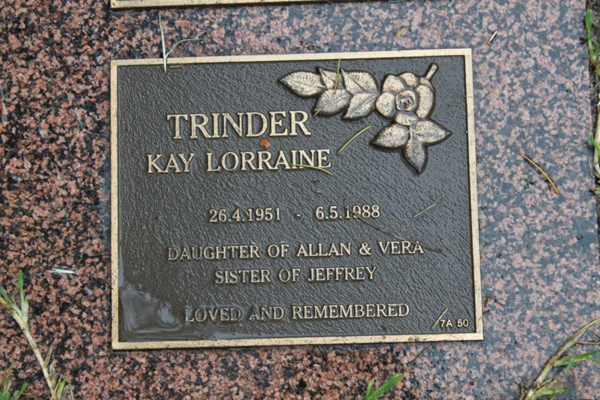 TRINDER
KAY LORRAINE
26.4.1951 - 6.5.1988
DAUGHTER OF ALLAN & VERA
SISTER OF JEFFREY
LOVED AND REMEMBERED
7A 50